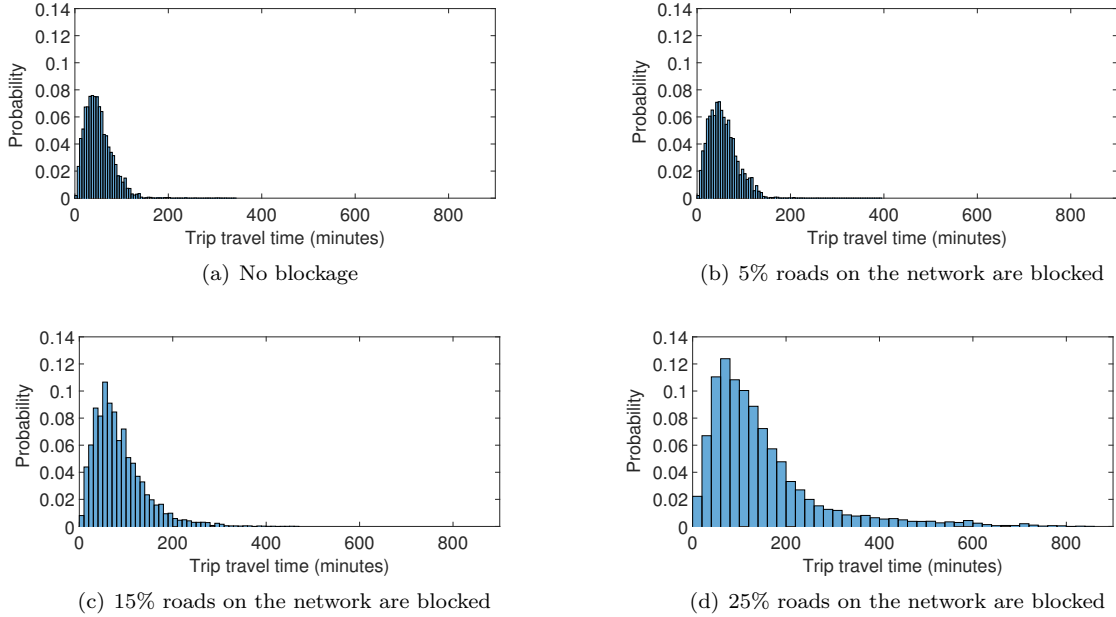 0.14
0.12
0.1
0.08
0.06
0.04
0.02
0
Probability
0 200 400 600 800
Trip travel time (minutes)
(a) No blockage
0.14
0.12
0.1
0.08
0.06
0.04
0.02
0
Probability
0 200 400 600 800
Trip travel time (minutes)
(b) 5% roads on the network are blocked
0.14
0.12
0.1
0.08
0.06
0.04
0.02
0
Probability
0 200 400 600 800
Trip travel time (minutes)
(c) 15% roads on the network are blocked
0.14
0.12
0.1
0.08
0.06
0.04
0.02
0
Probability
0 200 400 600 800
Trip travel time (minutes)
(d) 25% roads on the network are blocked